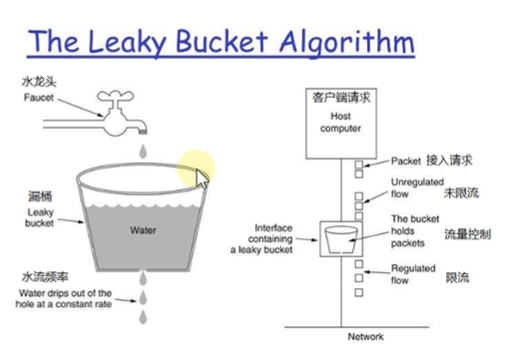 The Leaky Bucket Algorithm
水龙头
Faucet
漏桶
Leaky
bucket
Water
水流频率
Water drips out of the
hole at a constant rate
客户端请求
Host
computer
Packet 接入请求
Unregulated
flow 未限流
Interface
containing
a leaky bucket
The bucket
holds 流量控制
packets
Regulated
flow 限流
Network